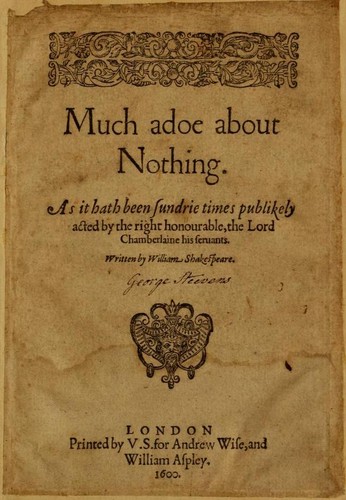 Much adoe about
Nothing.
As it hath been ſundrie times publikely
acted by the right honourable, the Lord
Chamberlaine his ſeruants.
Written by William Shakeſpeare.
George Steevens
LONDON
Printed by V.S. for Andrew Wiſe, and
William Aſpley.
1600.